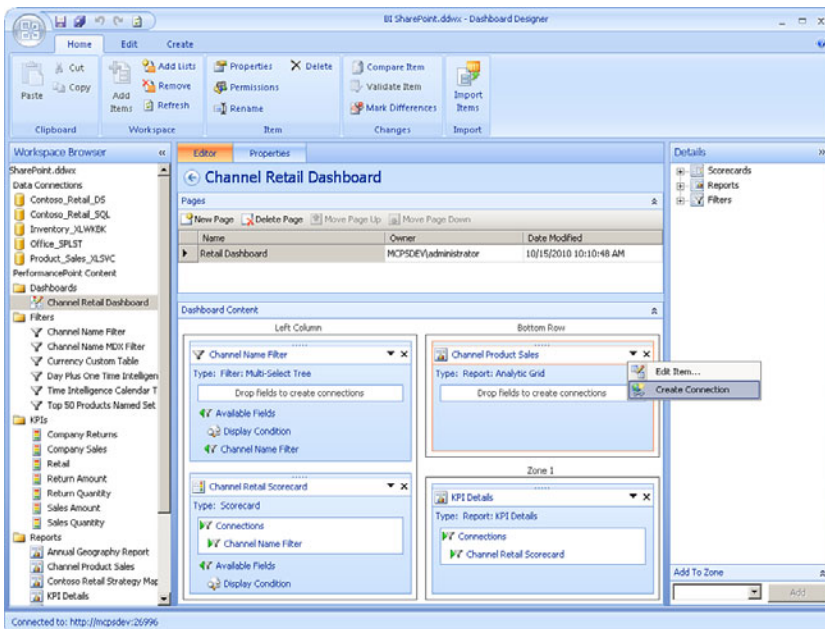 BI SharePoint.ddwx - Dashboard Designer
Home Edit Create
Paste
Cut
Copy
Clipboard
Add Items
Add Lists
Remove
Refresh
Workspace
Properties
Delete
Permissions
Rename
Item
Compare Item
Validate Item
Mark Differences
Changes
Import Items
Import
Workspace Browser «
SharePoint.ddwx
Data Connections
Contoso_Retail_DS
Contoso_Retail_SQL
Inventory_XLWKBK
Office_SPLST
Product_Sales_XLSVC
PerformancePoint Content
Dashboards
Channel Retail Dashboard
Filters
Channel Name Filter
Channel Name MDX Filter
Currency Custom Table
Day Plus One Time Intelligen
Time Intelligence Calendar T
Top 50 Products Named Set
KPIs
Company Returns
Company Sales
Retail
Return Amount
Return Quantity
Sales Amount
Sales Quantity
Reports
Annual Geography Report
Channel Product Sales
Contoso Retail Strategy Map
KPI Details
Editor Properties
Channel Retail Dashboard
Pages
New Page Delete Page Move Page Up Move Page Down
Name Owner Date Modified
Retail Dashboard MCPSDEV\administrator 10/15/2010 10:10:48 AM
Dashboard Content
Left Column
Channel Name Filter
Type: Filter: Multi-Select Tree
Drop fields to create connections
Available Fields
Display Condition
Channel Name Filter
Channel Retail Scorecard
Type: Scorecard
Connections
Channel Name Filter
Available Fields
Display Condition
Bottom Row
Channel Product Sales
Type: Report: Analytic Grid
Drop fields to create connections
Edit Item...
Create Connection
Zone 1
KPI Details
Type: Report: KPI Details
Connections
Channel Retail Scorecard
Details »
Scorecards
Reports
Filters
Add To Zone
Add
Connected to: http://mcpsdev:26996